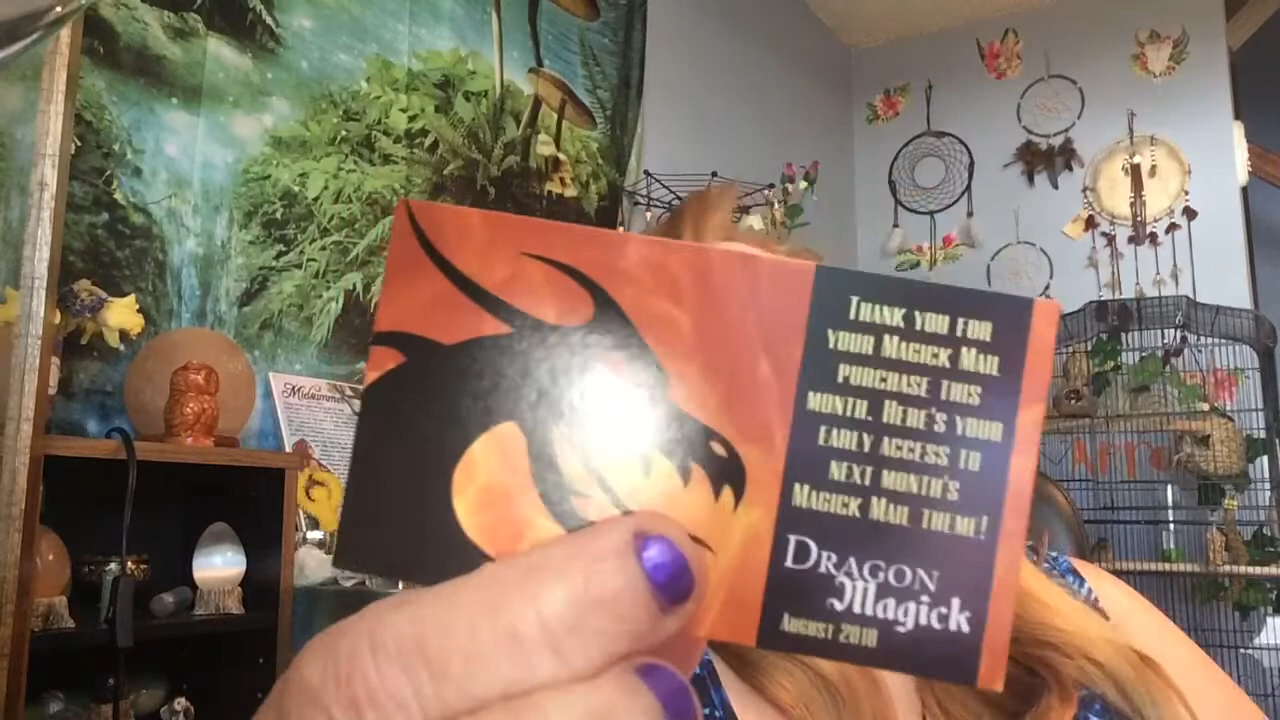 Midsummer
THANK YOU FOR
YOUR MAGICK MAIL
PURCHASE THIS
MONTH. HERE'S YOUR
EARLY ACCESS TO
NEXT MONTH'S
MAGICK MAIL THEME!
DRAGON
Magick
AUGUST 2018